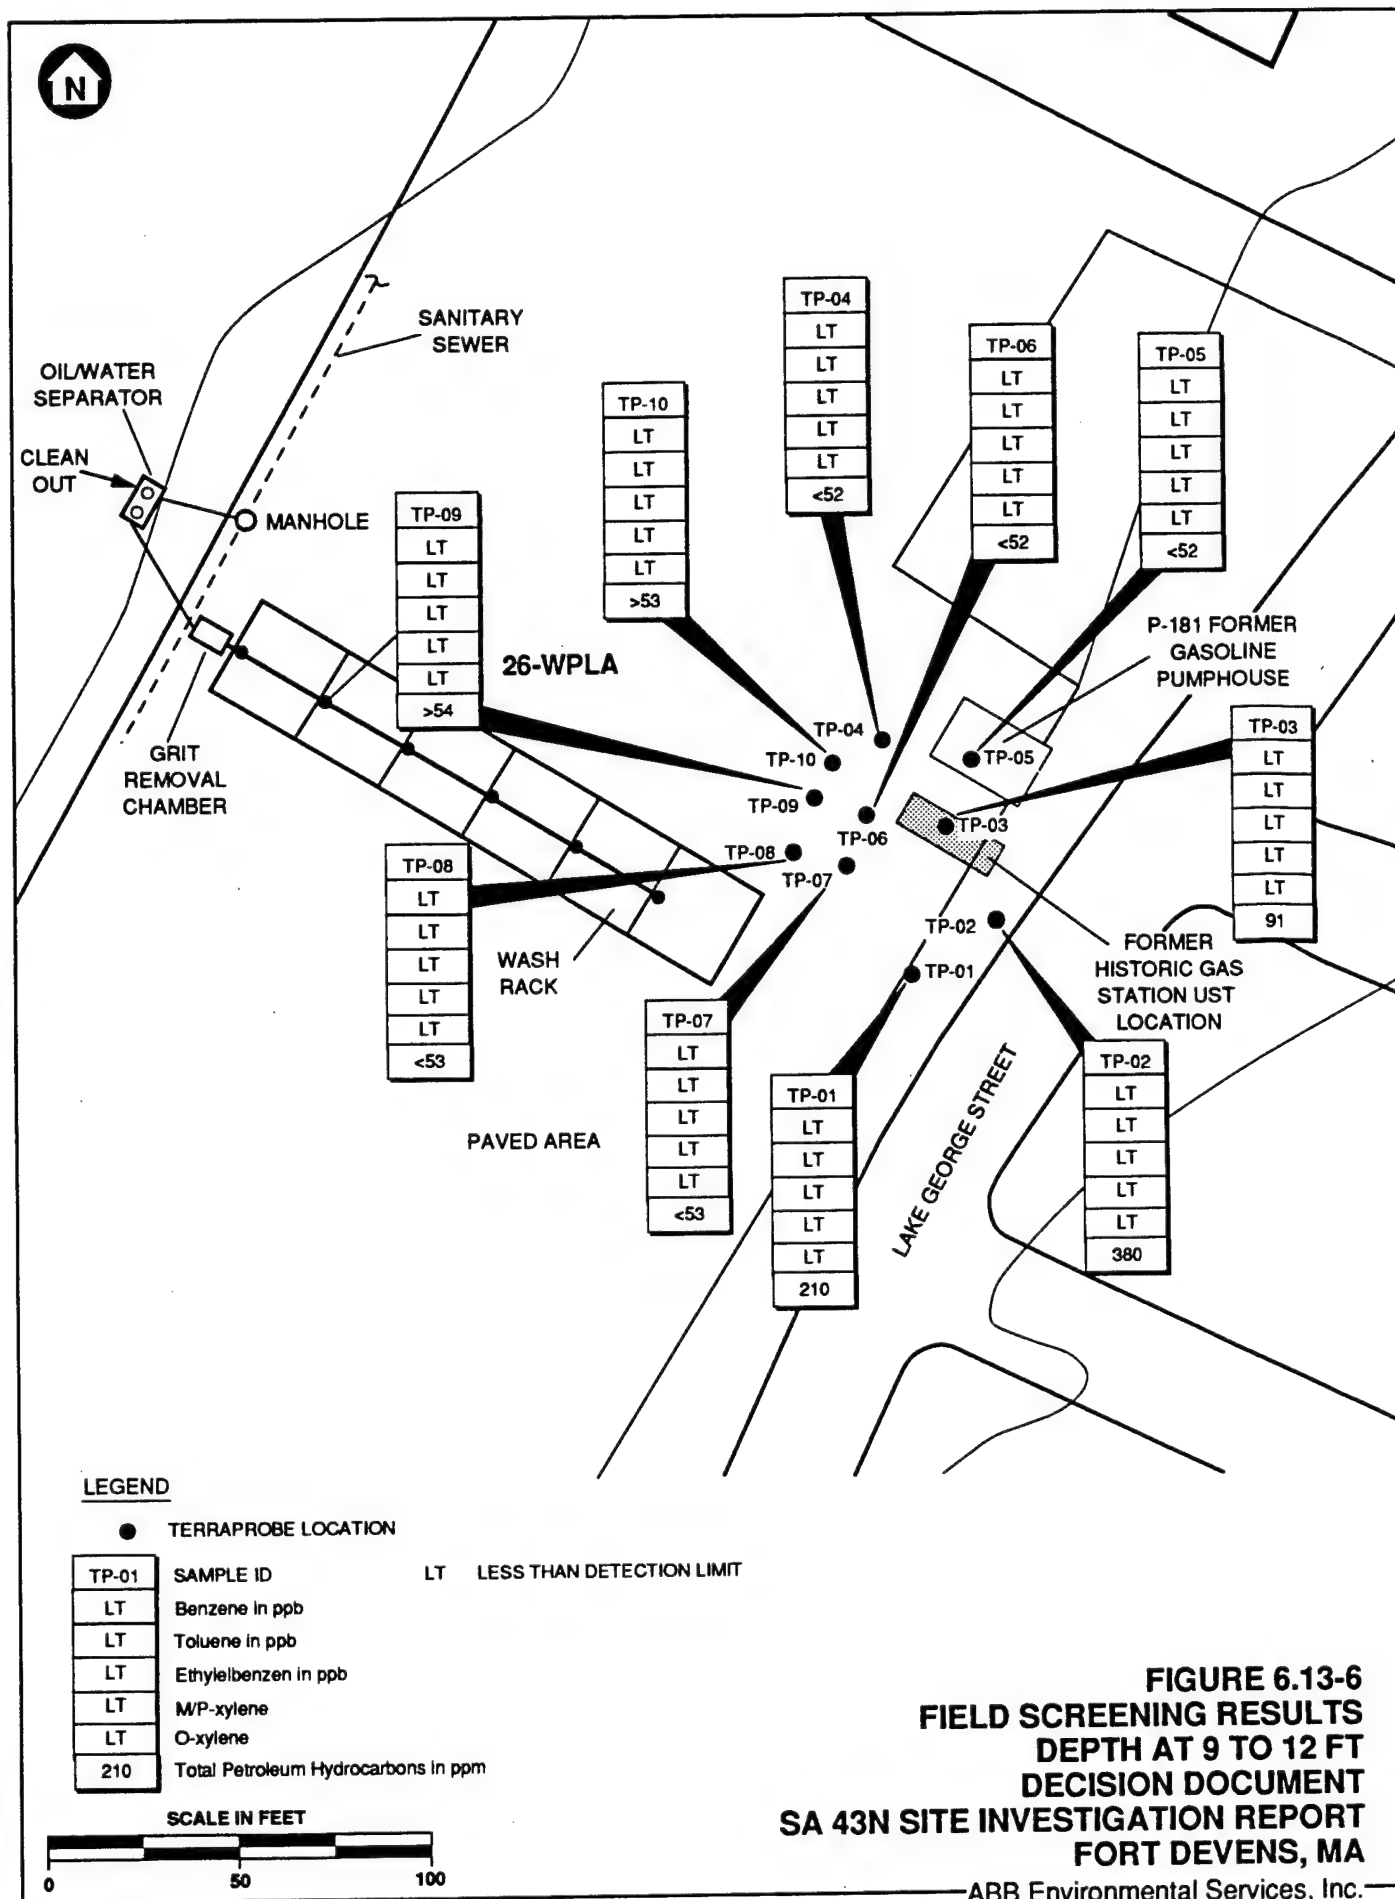 N
SANITARY
SEWER
OIL/WATER
SEPARATOR
CLEAN
OUT
MANHOLE
GRIT
REMOVAL
CHAMBER
26-WPLA
WASH
RACK
PAVED AREA
P-181 FORMER
GASOLINE
PUMPHOUSE
FORMER
HISTORIC GAS
STATION UST
LOCATION
LAKE GEORGE STREET
TP-04
LT
LT
LT
LT
LT
<52
TP-06
LT
LT
LT
LT
LT
<52
TP-05
LT
LT
LT
LT
LT
<52
TP-10
LT
LT
LT
LT
LT
>53
TP-09
LT
LT
LT
LT
LT
>54
TP-03
LT
LT
LT
LT
LT
91
TP-08
LT
LT
LT
LT
LT
<53
TP-07
LT
LT
LT
LT
LT
<53
TP-01
LT
LT
LT
LT
LT
210
TP-02
LT
LT
LT
LT
LT
380
TP-04
TP-10
TP-05
TP-09
TP-06
TP-03
TP-08
TP-07
TP-02
TP-01
LEGEND
TERRAPROBE LOCATION
TP-01 SAMPLE ID LT LESS THAN DETECTION LIMIT
LT Benzene in ppb
LT Toluene in ppb
LT Ethylelbenzen in ppb
LT M/P-xylene
LT O-xylene
210 Total Petroleum Hydrocarbons in ppm
SCALE IN FEET
0 50 100
FIGURE 6.13-6
FIELD SCREENING RESULTS
DEPTH AT 9 TO 12 FT
DECISION DOCUMENT
SA 43N SITE INVESTIGATION REPORT
FORT DEVENS, MA
ABB Environmental Services, Inc.